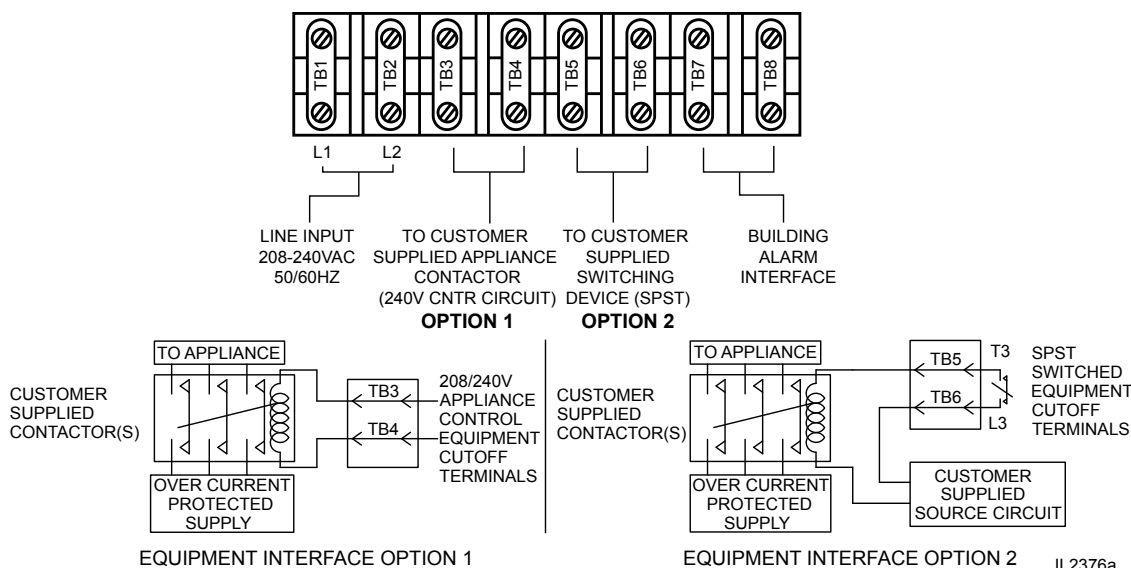 TB1 TB2 TB3 TB4 TB5 TB6 TB7 TB8
L1 L2
LINE INPUT
208-240VAC
50/60HZ
TO CUSTOMER
SUPPLIED APPLIANCE
CONTACTOR
(240V CNTR CIRCUIT)
OPTION 1
TO CUSTOMER
SUPPLIED
SWITCHING
DEVICE (SPST)
OPTION 2
BUILDING
ALARM
INTERFACE
CUSTOMER
SUPPLIED
CONTACTOR(S)
TO APPLIANCE
OVER CURRENT
PROTECTED
SUPPLY
TB3
TB4
208/240V
APPLIANCE
CONTROL
EQUIPMENT
CUTOFF
TERMINALS
EQUIPMENT INTERFACE OPTION 1
CUSTOMER
SUPPLIED
CONTACTOR(S)
TO APPLIANCE
OVER CURRENT
PROTECTED
SUPPLY
TB5
TB6
T3
L3
SPST
SWITCHED
EQUIPMENT
CUTOFF
TERMINALS
CUSTOMER
SUPPLIED
SOURCE CIRCUIT
EQUIPMENT INTERFACE OPTION 2
IL2376a